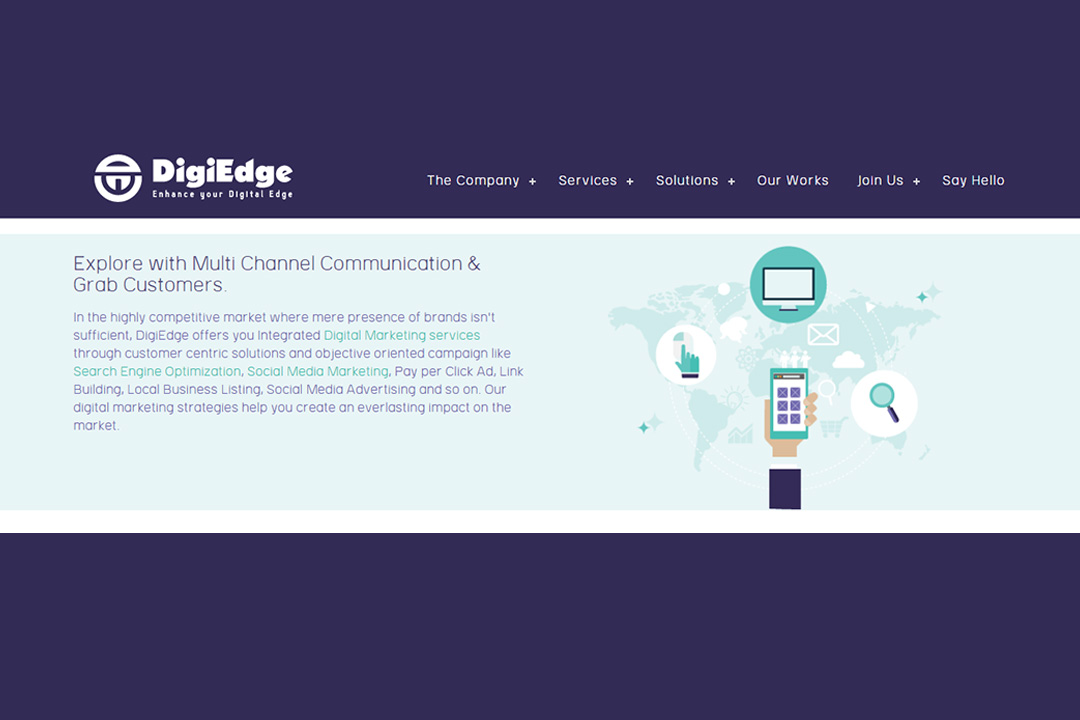 DigiEdge
Enhance your Digital Edge
The Company + Services + Solutions + Our Works Join Us + Say Hello
Explore with Multi Channel Communication &
Grab Customers.
In the highly competitive market where mere presence of brands isn't
sufficient, DigiEdge offers you Integrated Digital Marketing services
through customer centric solutions and objective oriented campaign like
Search Engine Optimization, Social Media Marketing, Pay per Click Ad, Link
Building, Local Business Listing, Social Media Advertising and so on. Our
digital marketing strategies help you create an everlasting impact on the
market.